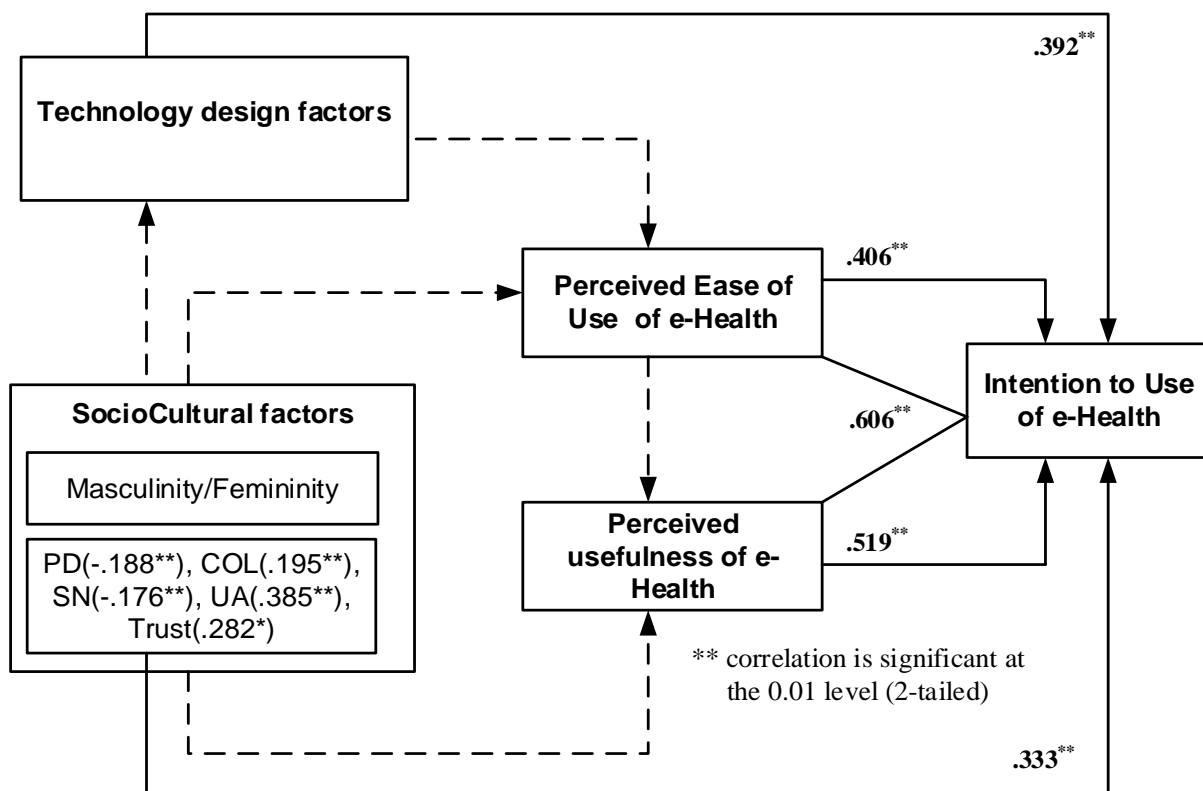 .392**
Technology design factors
.406**
Perceived Ease of
Use of e-Health
Intention to Use
of e-Health
SocioCultural factors
.606**
Masculinity/Femininity
Perceived
usefulness of e-
Health
.519**
PD(-.188**), COL(.195**),
SN(-.176**), UA(.385**),
Trust(.282*)
** correlation is significant at
the 0.01 level (2-tailed)
.333**